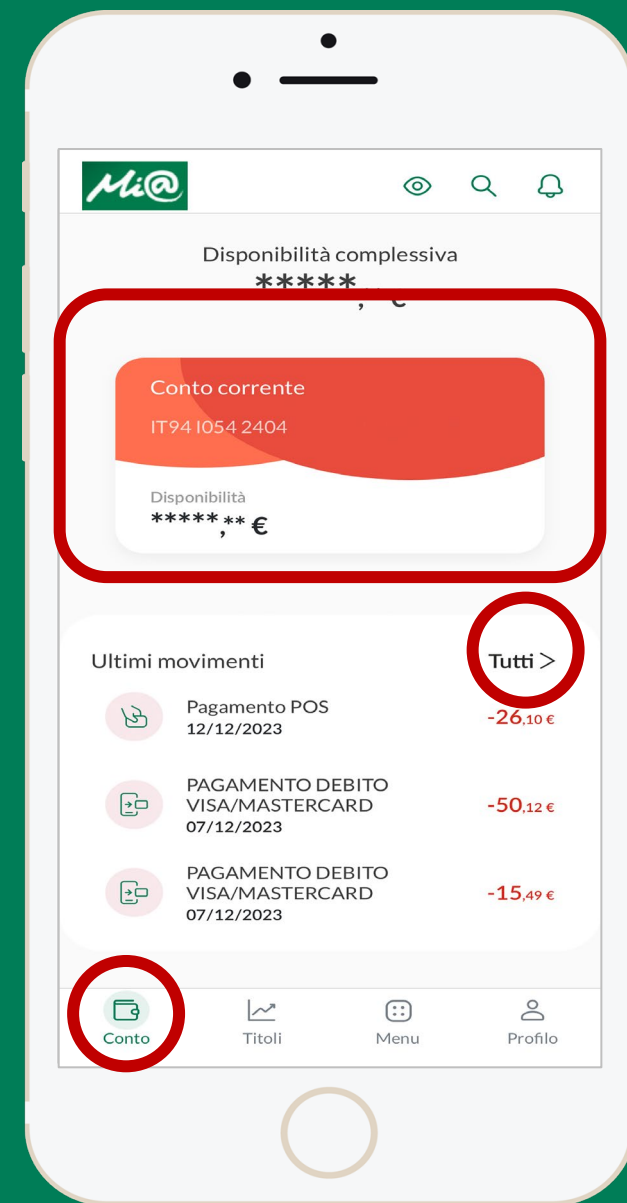 Mi@
Disponibilità complessiva
*****,** €
Conto corrente
IT94 I054 2404
Disponibilità
*****,** €
Ultimi movimenti
Tutti >
Pagamento POS
12/12/2023
-26,10 €
PAGAMENTO DEBITO
VISA/MASTERCARD
07/12/2023
-50,12 €
PAGAMENTO DEBITO
VISA/MASTERCARD
07/12/2023
-15,49 €
Conto
Titoli
Menu
Profilo